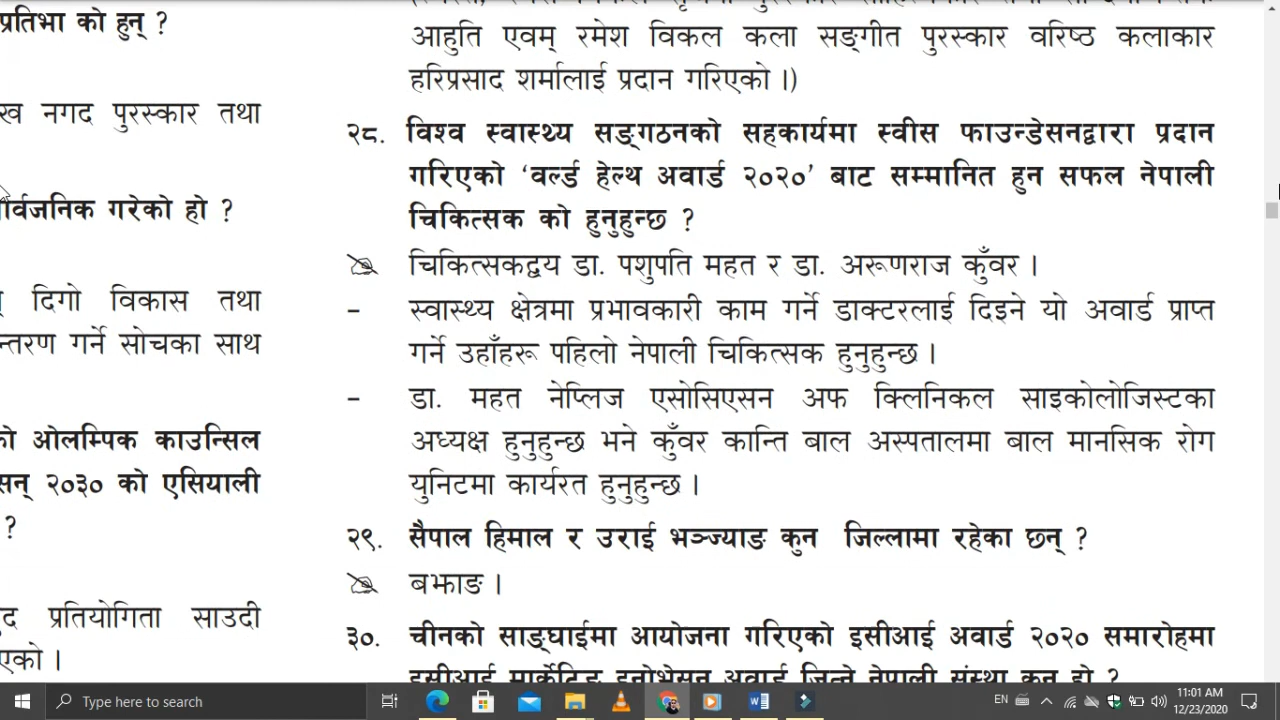 प्रतिभा को हुन् ?
नगद पुरस्कार तथा
गरेको हो ?
दिगो विकास तथा
गर्ने सोचका साथ
ओलम्पिक काउन्सिल
२०३० को एसियाली
?
प्रतियोगिता साउदी
आहुति एवम् रमेश विकल कला सङ्गीत पुरस्कार वरिष्ठ कलाकार
हरिप्रसाद शर्मालाई प्रदान गरिएको ।)
२८. विश्व स्वास्थ्य सङ्गठनको सहकार्यमा स्वीस फाउन्डेसनद्वारा प्रदान
गरिएको ‘वर्ल्ड हेल्थ अवार्ड २०२०’ बाट सम्मानित हुन सफल नेपाली
चिकित्सक को हुनुहुन्छ ?
चिकित्सकद्वय डा. पशुपति महत र डा. अरूणराज कुँवर ।
– स्वास्थ्य क्षेत्रमा प्रभावकारी काम गर्ने डाक्टरलाई दिइने यो अवार्ड प्राप्त
गर्ने उहाँहरू पहिलो नेपाली चिकित्सक हुनुहुन्छ ।
– डा. महत नेप्लिज एसोसिएसन अफ क्लिनिकल साइकोलोजिस्टका
अध्यक्ष हुनुहुन्छ भने कुँवर कान्ति बाल अस्पतालमा बाल मानसिक रोग
युनिटमा कार्यरत हुनुहुन्छ ।
२९. सैपाल हिमाल र उराई भञ्ज्याङ कुन जिल्लामा रहेका छन् ?
बझाङ ।
३०. चीनको साङ्घाईमा आयोजना गरिएको इसीआई अवार्ड २०२० समारोहमा
इसीआई मार्केटिङ इनोभेसन अवार्ड जित्ने नेपाली संस्था कुन हो ?
Type here to search
EN
11:01 AM
12/23/2020